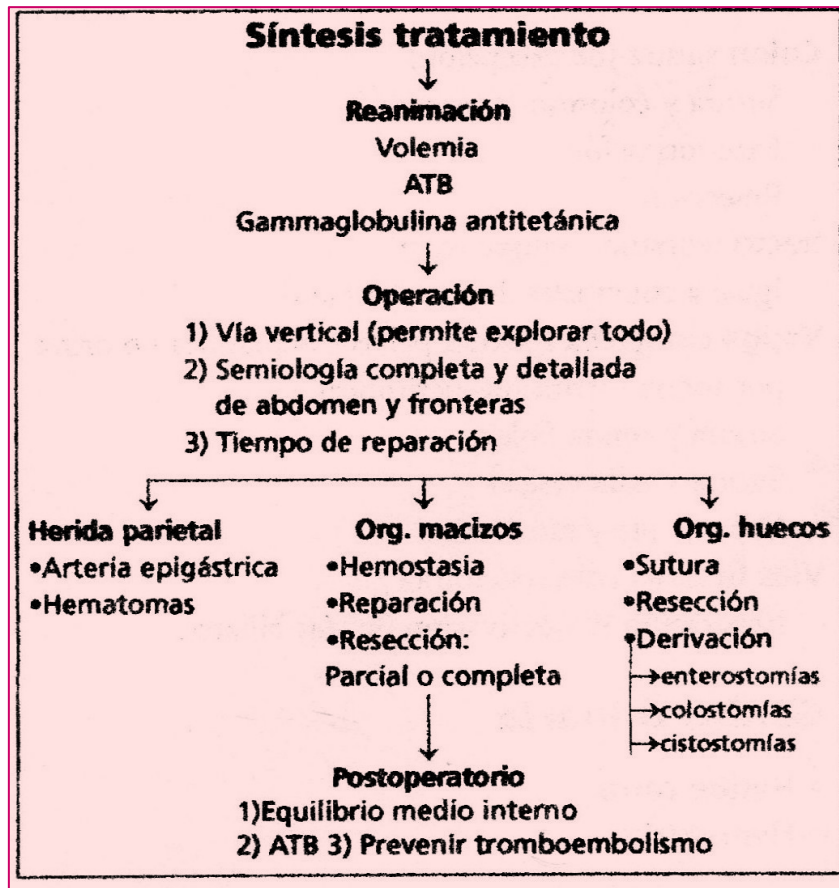 Síntesis tratamiento
Reanimación
Volemia
ATB
Gammaglobulina antitetánica
Operación
1) Vía vertical (permite explorar todo)
2) Semiología completa y detallada
de abdomen y fronteras
3) Tiempo de reparación
Herida parietal
•Arteria epigástrica
•Hematomas
Org. macizos
•Hemostasia
•Reparación
•Resección:
Parcial o completa
Org. huecos
•Sutura
•Resección
•Derivación
enterostomías
colostomías
cistostomías
Postoperatorio
1)Equilibrio medio interno
2) ATB 3) Prevenir tromboembolismo